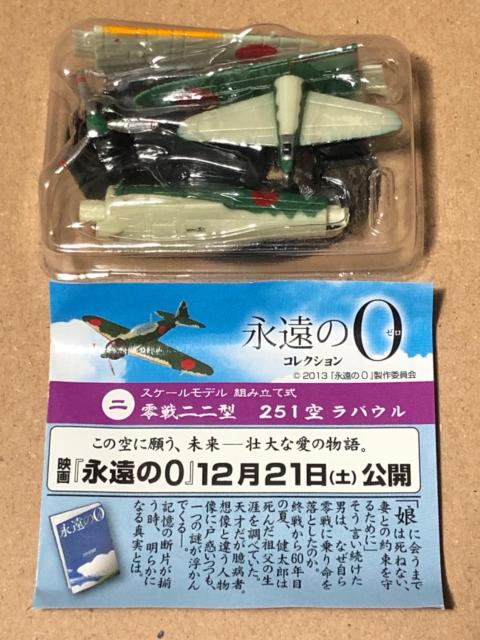 永遠の0
ゼロ
コレクション
© 2013「永遠の0」製作委員会
二 スケールモデル 組み立て式
零戦二二型 251空 ラバウル
この空に願う、未来―壮大な愛の物語。
映画『永遠の0』12月21日(土)公開
「娘に会うまで
は死ねない、
妻との約束を守
るために」
そう言い続けた
男は、なぜ自ら
零戦に乗り命を
落としたのか。
終戦から60年目
の夏、健太郎は
死んだ祖父の生
涯を調べていた。
天才だが臆病者。
想像と違う人物
像に戸惑いつつも、
一つの謎が浮かん
でくる―。
記憶の断片が揃
う時、明らかに
なる真実とは。
永遠の0